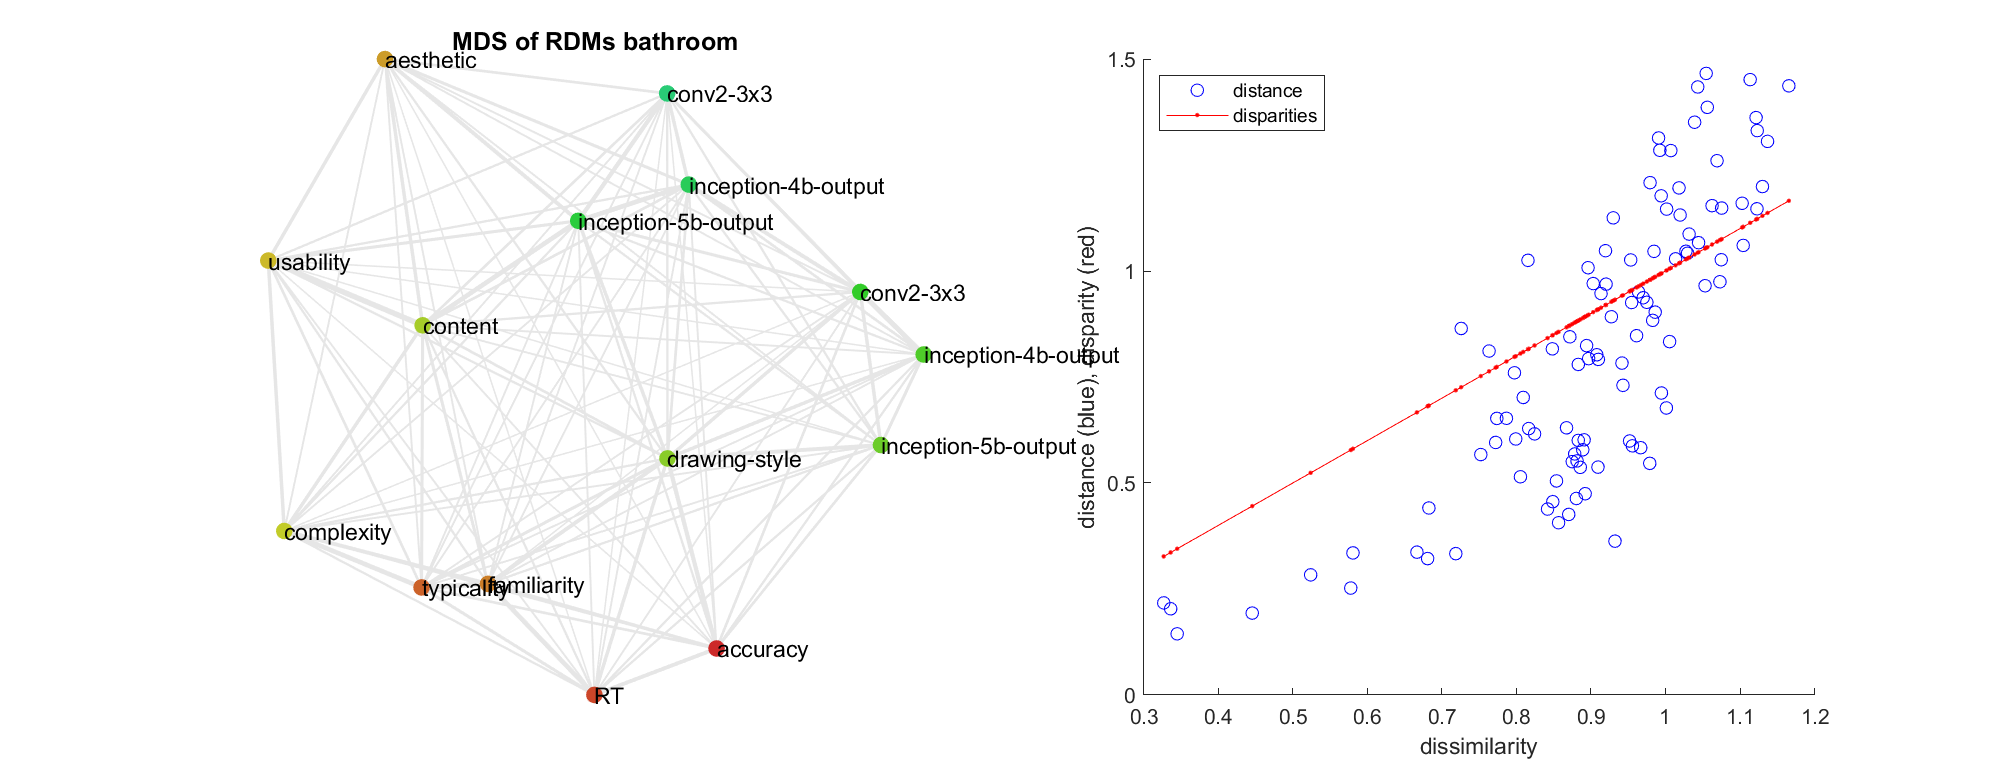 MDS of RDMs bathroom
aesthetic
conv2-3x3
inception-4b-output
inception-5b-output
usability
conv2-3x3
content
inception-4b-output
inception-5b-output
drawing-style
complexity
typicality
familiarity
accuracy
RT
distance (blue), disparity (red)
1.5
1
0.5
0
distance
disparities
0.3 0.4 0.5 0.6 0.7 0.8 0.9 1 1.1 1.2
dissimilarity